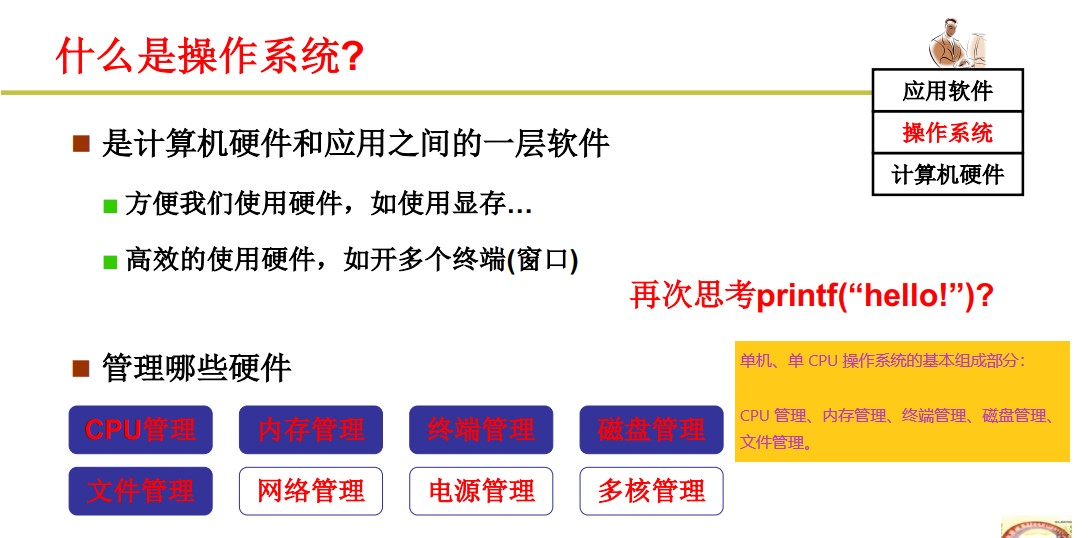 什么是操作系统?
应用软件
操作系统
计算机硬件
是计算机硬件和应用之间的一层软件
方便我们使用硬件，如使用显存…
高效的使用硬件，如开多个终端(窗口)
再次思考printf(“hello!”)?
管理哪些硬件
CPU管理 内存管理 终端管理 磁盘管理
文件管理 网络管理 电源管理 多核管理
单机、单 CPU 操作系统的基本组成部分：
CPU 管理、内存管理、终端管理、磁盘管理、
文件管理。